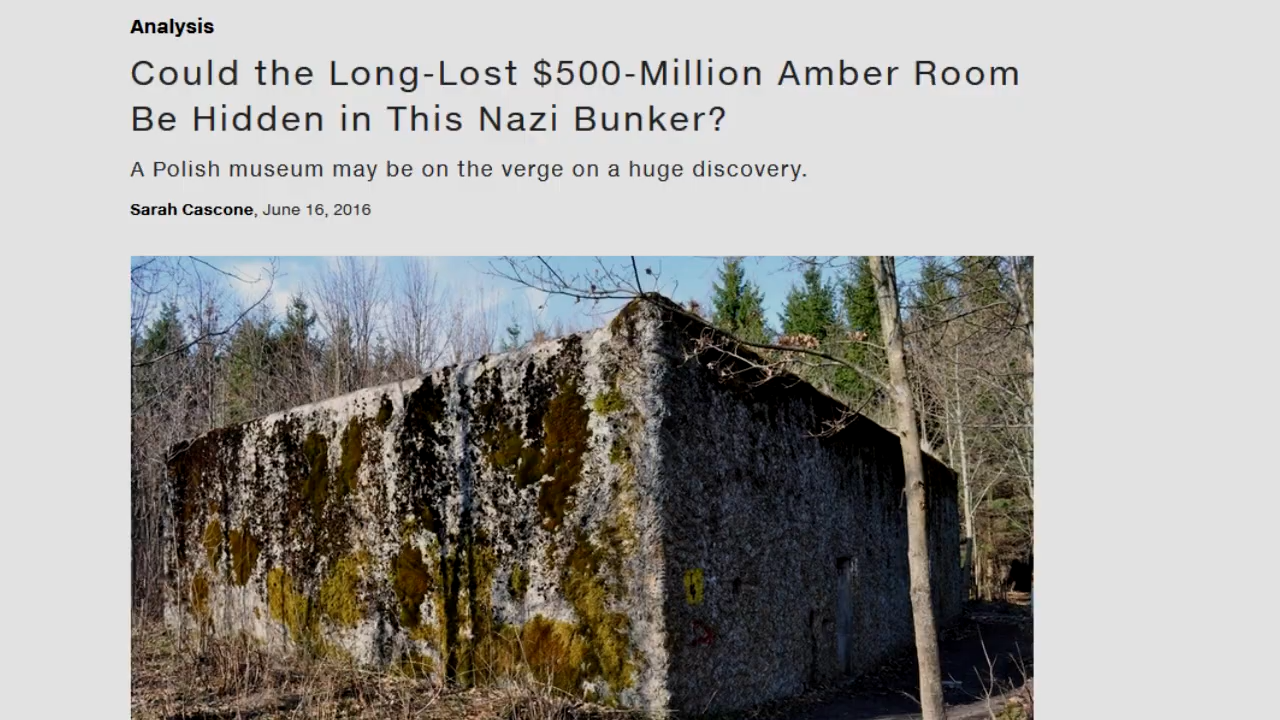 Analysis
Could the Long-Lost $500-Million Amber Room
Be Hidden in This Nazi Bunker?
A Polish museum may be on the verge on a huge discovery.
Sarah Cascone, June 16, 2016